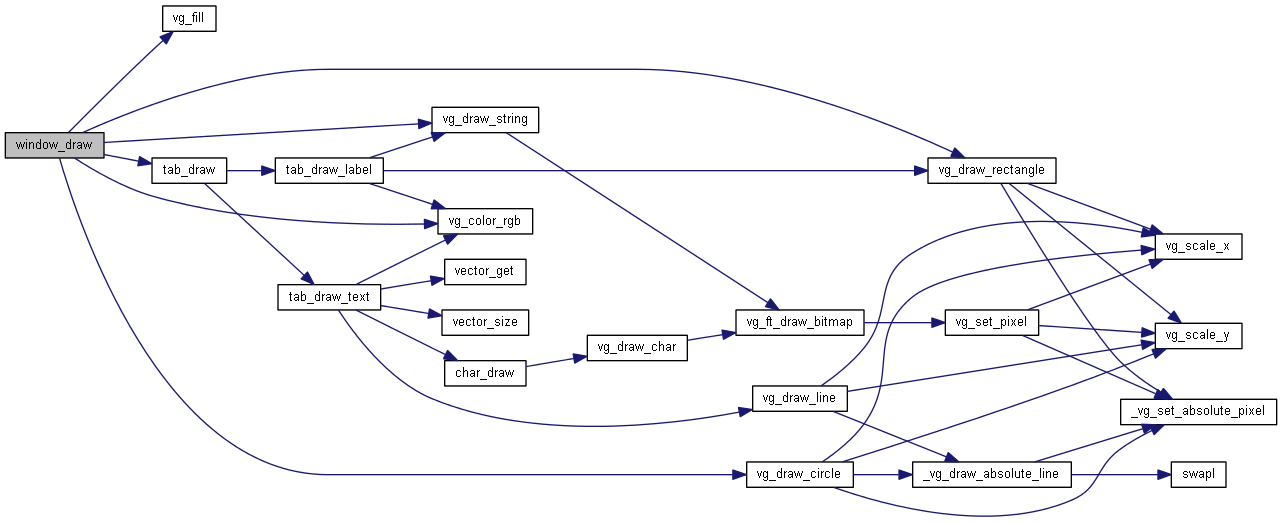 vg_fill
window_draw
tab_draw
tab_draw_label
vg_draw_string
vg_color_rgb
tab_draw_text
vector_get
vector_size
char_draw
vg_draw_char
vg_ft_draw_bitmap
vg_draw_line
vg_draw_circle
vg_draw_rectangle
vg_set_pixel
_vg_draw_absolute_line
vg_scale_x
vg_scale_y
_vg_set_absolute_pixel
swapl